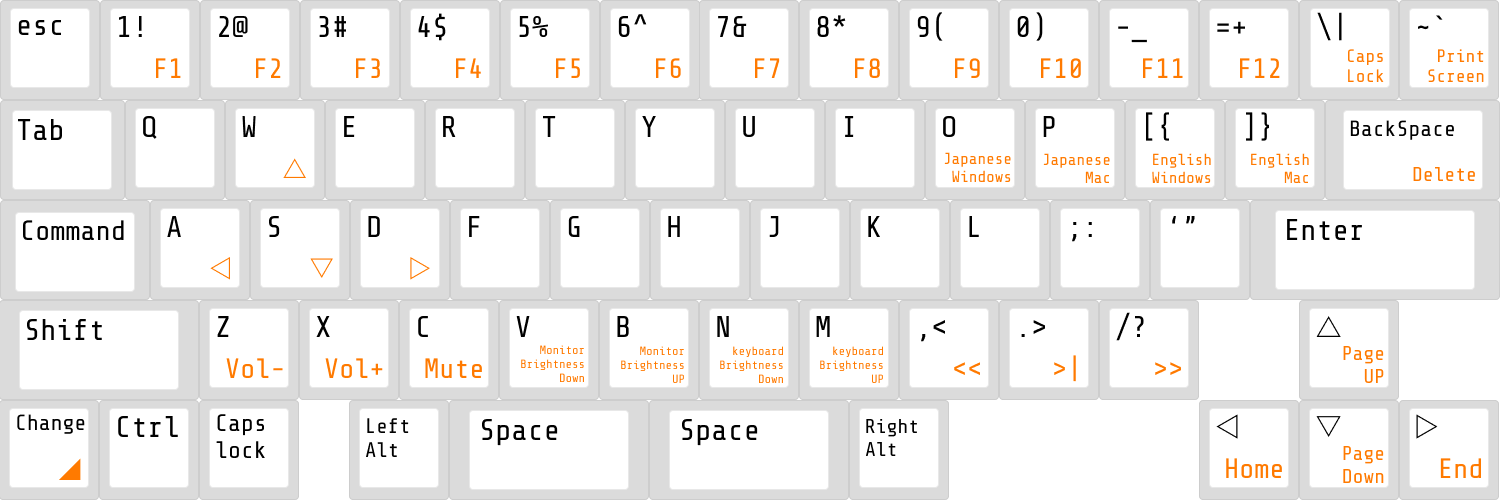 esc
1!
F1
2@
F2
3#
F3
4$
F4
5%
F5
6^
F6
7&
F7
8*
F8
9(
F9
0)
F10
-_
F11
=+
F12
\|
Caps
Lock
~`
Print
Screen
Tab
Q
W
△
E
R
T
Y
U
I
O
Japanese
Windows
P
Japanese
Mac
[{
English
Windows
]}
English
Mac
BackSpace
Delete
Command
A
◁
S
▽
D
▷
F
G
H
J
K
L
;:
‘”
Enter
Shift
Z
Vol-
X
Vol+
C
Mute
V
Monitor
Brightness
Down
B
Monitor
Brightness
UP
N
keyboard
Brightness
Down
M
keyboard
Brightness
UP
,<
<<
.>
>|
/?
>>
△
Page
UP
Change
Ctrl
Caps
lock
Left
Alt
Space
Space
Right
Alt
◁
Home
▽
Page
Down
▷
End